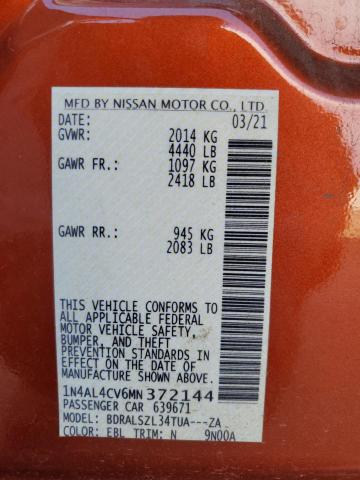 MFD BY NISSAN MOTOR CO., LTD.
DATE: 03/21
GVWR: 2014 KG
4440 LB
GAWR FR.: 1097 KG
2418 LB
GAWR RR.: 945 KG
2083 LB
THIS VEHICLE CONFORMS TO
ALL APPLICABLE FEDERAL
MOTOR VEHICLE SAFETY,
BUMPER, AND THEFT
PREVENTION STANDARDS IN
EFFECT ON THE DATE OF
MANUFACTURE SHOWN ABOVE.
1N4AL4CV6MN 372144
PASSENGER CAR 639671
MODEL: BDRALSZL34TUA---ZA
COLOR: EBL TRIM: N 9N00A